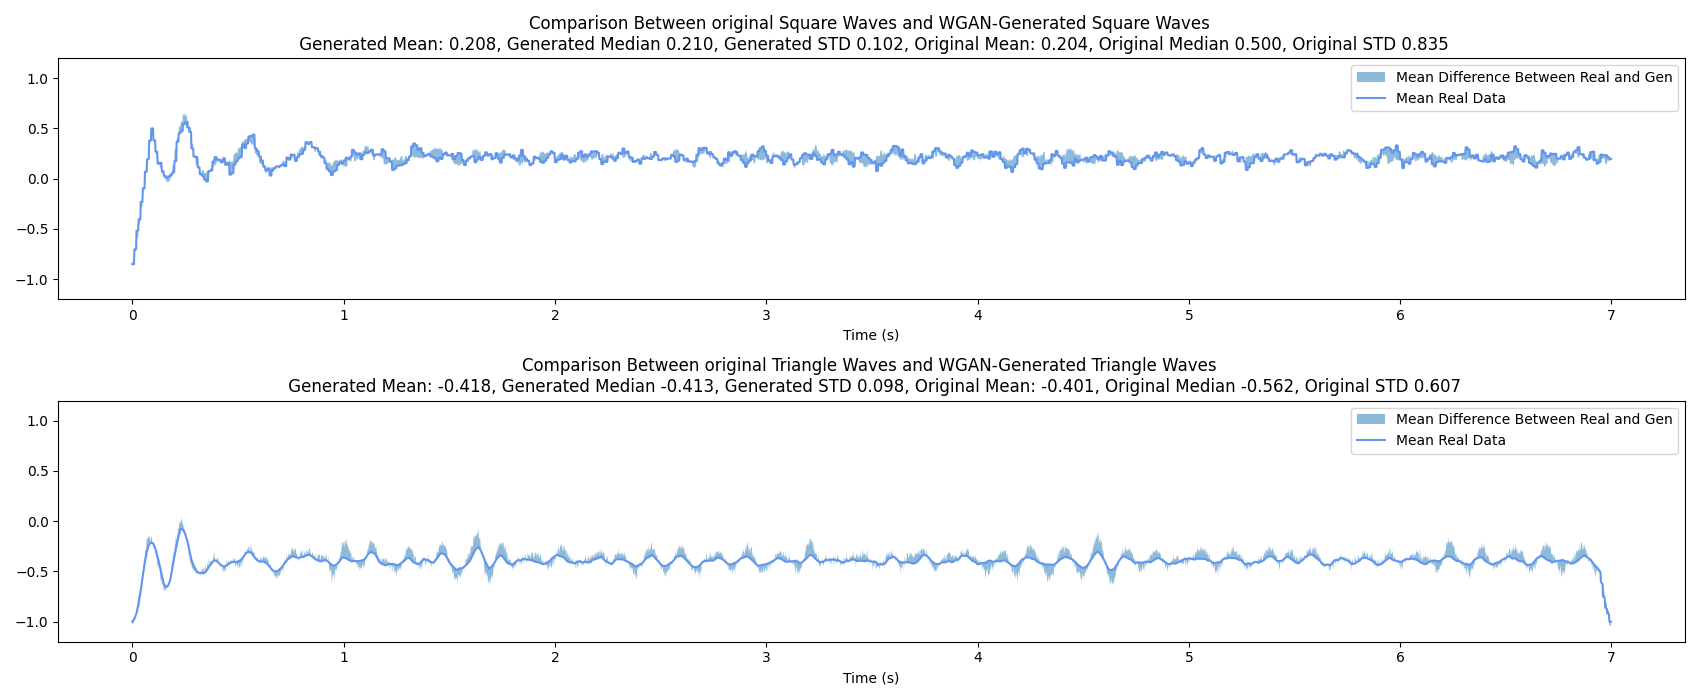 Comparison Between original Square Waves and WGAN-Generated Square Waves
Generated Mean: 0.208, Generated Median 0.210, Generated STD 0.102, Original Mean: 0.204, Original Median 0.500, Original STD 0.835
Mean Difference Between Real and Gen
Mean Real Data
1.0
0.5
0.0
−0.5
−1.0
0 1 2 3 4 5 6 7
Time (s)
Comparison Between original Triangle Waves and WGAN-Generated Triangle Waves
Generated Mean: -0.418, Generated Median -0.413, Generated STD 0.098, Original Mean: -0.401, Original Median -0.562, Original STD 0.607
Mean Difference Between Real and Gen
Mean Real Data
1.0
0.5
0.0
−0.5
−1.0
0 1 2 3 4 5 6 7
Time (s)